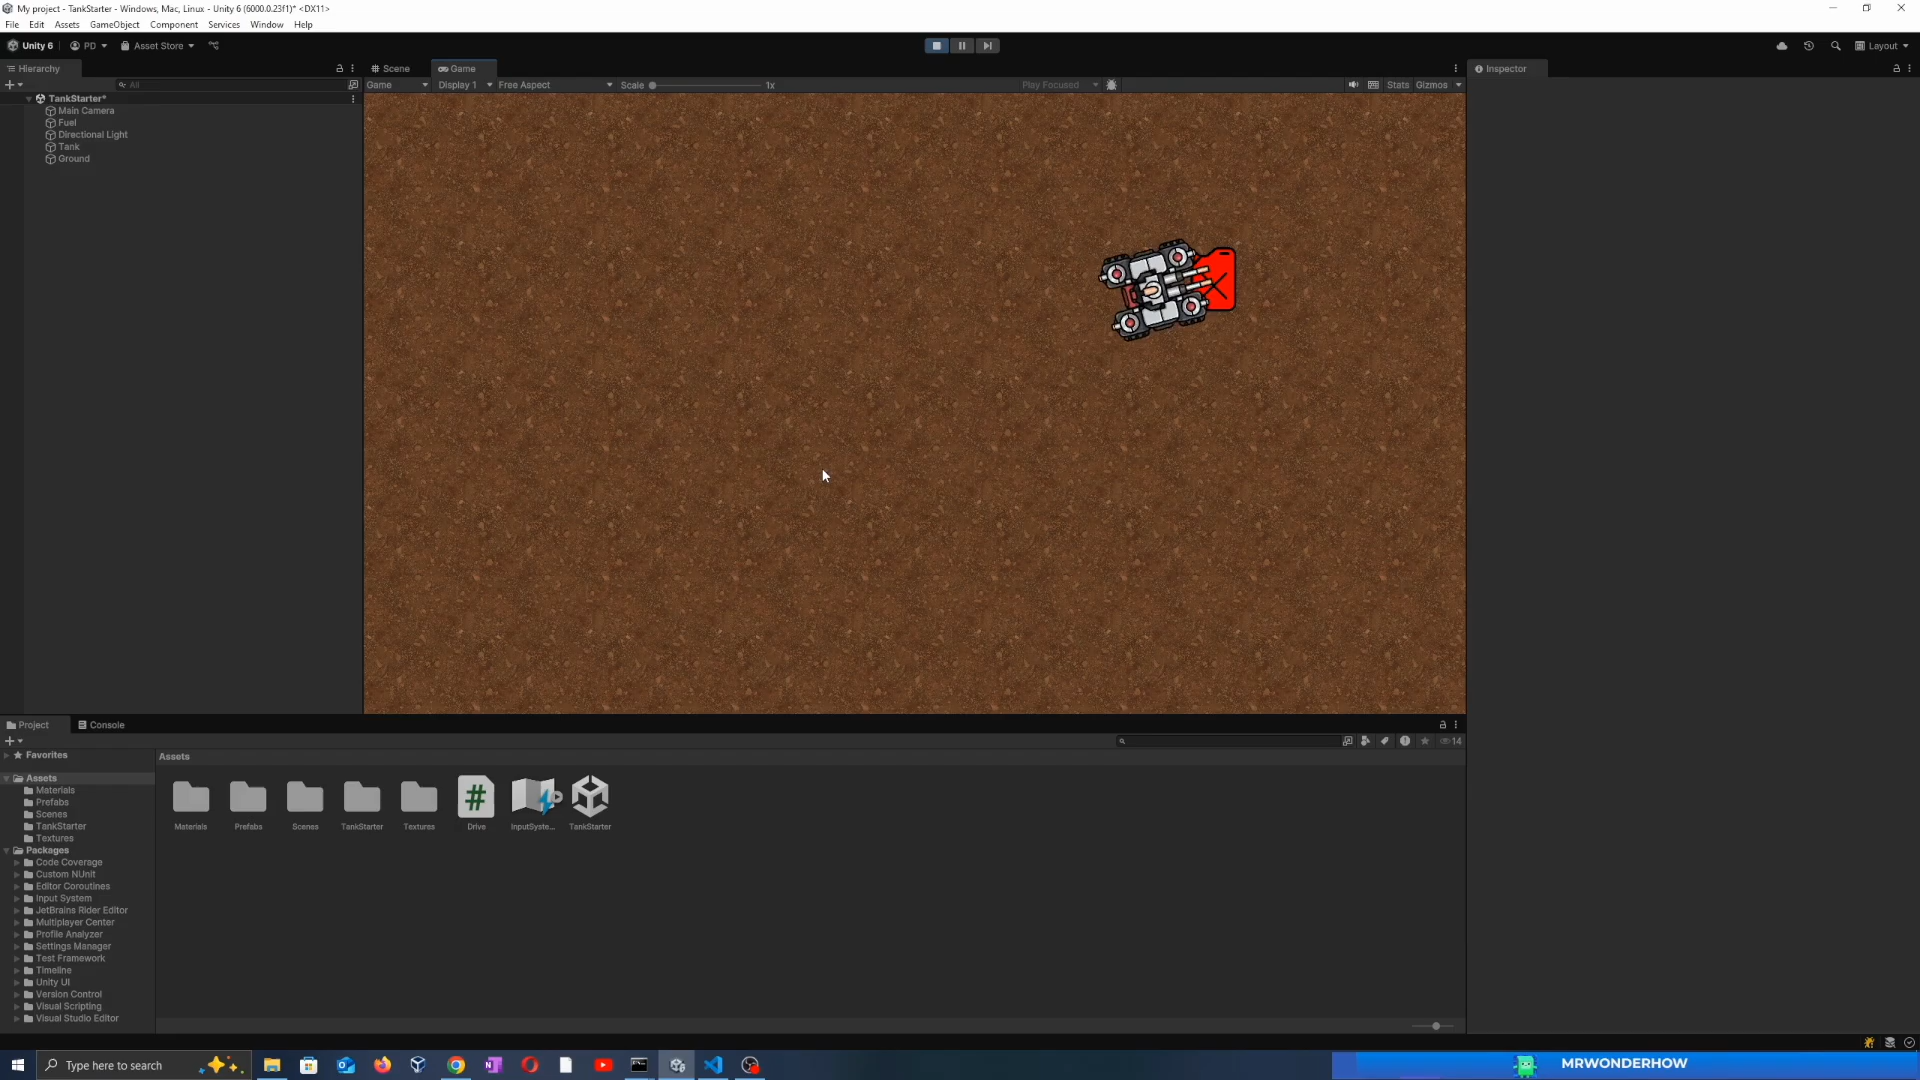 My project - TankStarter - Windows, Mac, Linux - Unity 6 (6000.0.23f1)* <DX11>
File Edit Assets GameObject Component Services Window Help
Unity 6 PD Asset Store Layout
Hierarchy Scene Game Inspector
All Game Display 1 Free Aspect Scale 1x Play Focused Stats Gizmos
TankStarter*
Main Camera
Fuel
Directional Light
Tank
Ground
Project Console
14
Favorites
Assets
Assets
Materials
Prefabs
Scenes
TankStarter
Textures
Materials Prefabs Scenes TankStarter Textures Drive InputSyste... TankStarter
Packages
Code Coverage
Custom NUnit
Editor Coroutines
Input System
JetBrains Rider Editor
Multiplayer Center
Profile Analyzer
Settings Manager
Test Framework
Timeline
Unity UI
Version Control
Visual Scripting
Visual Studio Editor
Type here to search
MRWONDERHOW